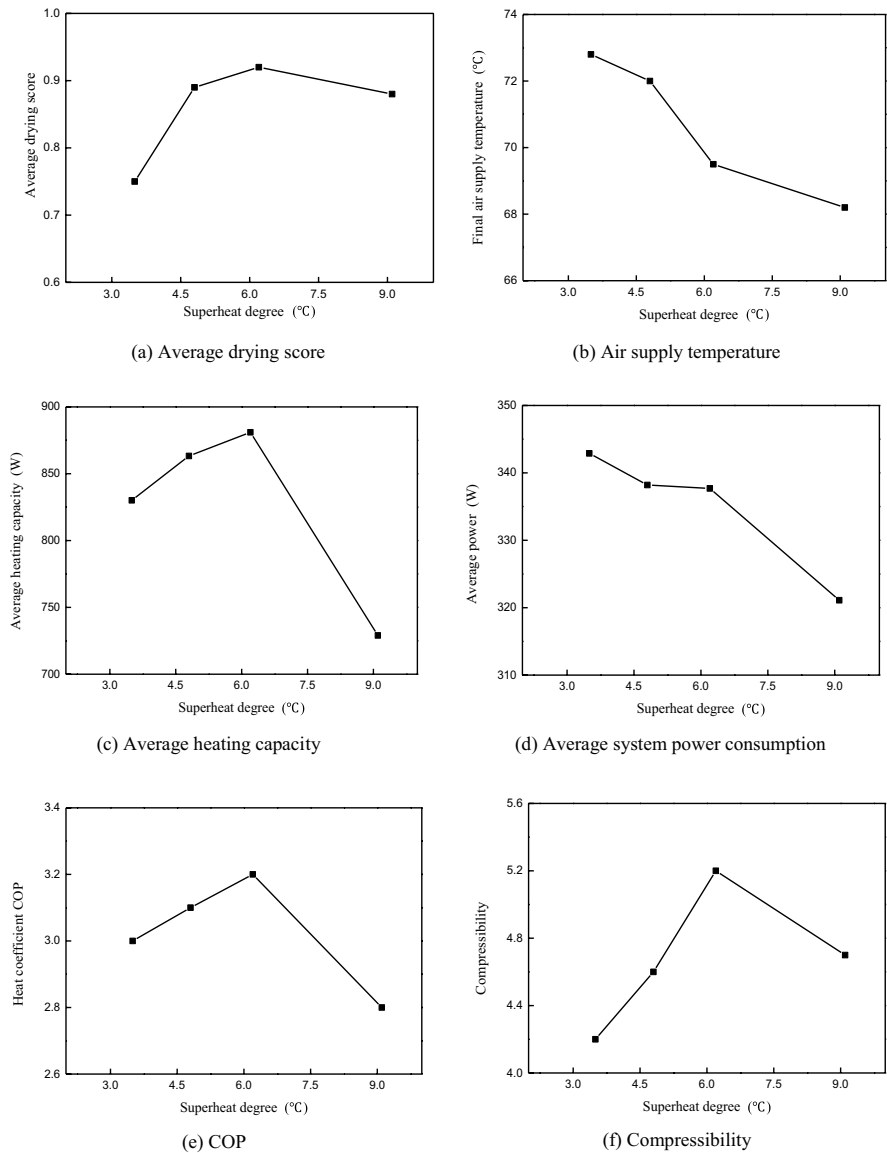 1.0
0.9
0.8
0.7
0.6
Average drying score
3.0 4.5 6.0 7.5 9.0
Superheat degree (℃)
(a) Average drying score
72
70
68
66
Final air supply temperature (℃)
3.0 4.5 6.0 7.5 9.0
Superheat degree (℃)
(b) Air supply temperature
900
850
800
750
700
Average heating capacity (W)
3.0 4.5 6.0 7.5 9.0
Superheat degree (℃)
(c) Average heating capacity
350
340
330
320
310
Average power (W)
3.0 4.5 6.0 7.5 9.0
Superheat degree (℃)
(d) Average system power consumption
3.4
3.2
3.0
2.8
2.6
Heat coefficient COP
3.0 4.5 6.0 7.5 9.0
Superheat degree (℃)
(e) COP
5.6
5.2
4.8
4.4
4.0
Compressibility
3.0 4.5 6.0 7.5 9.0
Superheat degree (℃)
(f) Compressibility